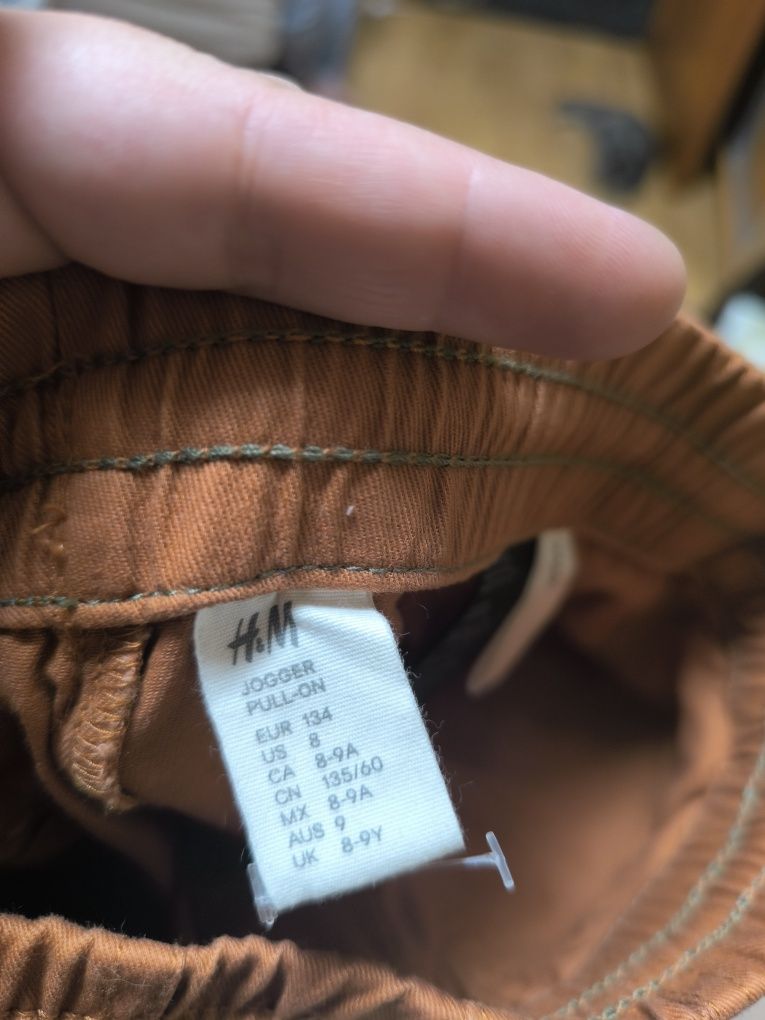 H&M
JOGGER
PULL-ON
EUR 134
US 8
CA 8-9A
CN 135/60
MX 8-9A
AUS 9
UK 8-9Y